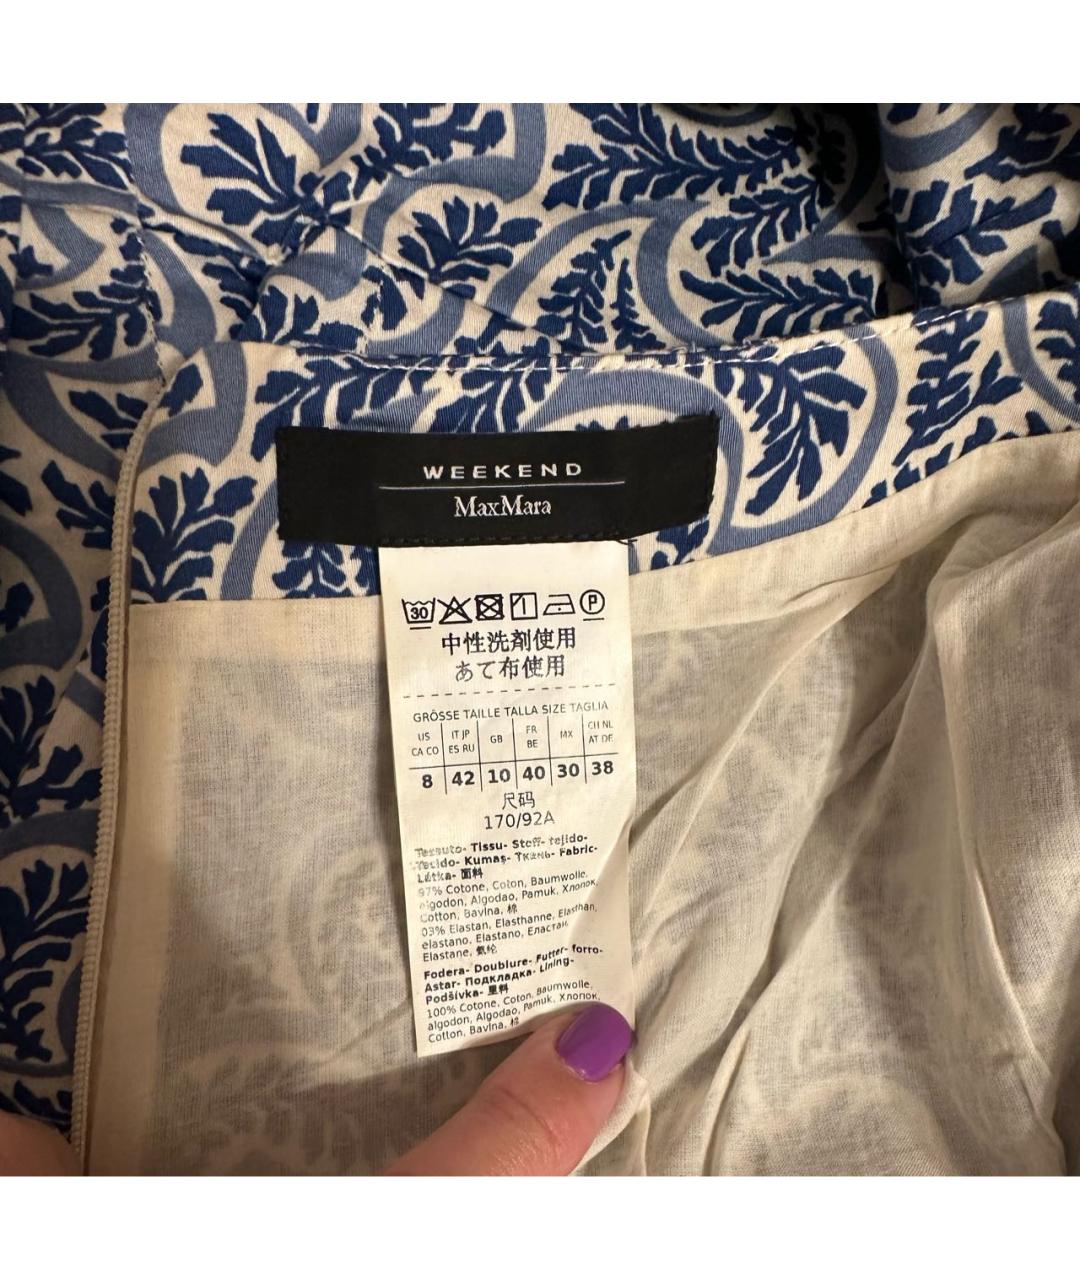 WEEKEND
MaxMara
30 P
中性洗剤使用
あて布使用
GRÖSSE TAILLE TALLA SIZE TAGLIA
US CA CO IT JP ES RU GB FR BE MX CH NL AT DE
8 42 10 40 30 38
尺码
170/92A
Tessuto- Tissu- Stoff- tejido-
Tecido- Kumaş- Ткань- Fabric-
Látka- 面料
97% Cotone, Coton, Baumwolle,
algodon, Algodao, Pamuk, Хлопок,
Cotton, Bavlna, 棉
03% Elastan, Elasthanne, Elasthan,
elastano, Elastano, Еластан,
Elastane, 氨纶
Fodera- Doublure- Futter- forro-
Astar- Подкладка- Lining-
Podšívka- 里料
100% Cotone, Coton, Baumwolle,
algodon, Algodao, Pamuk, Хлопок,
Cotton, Bavlna, 棉